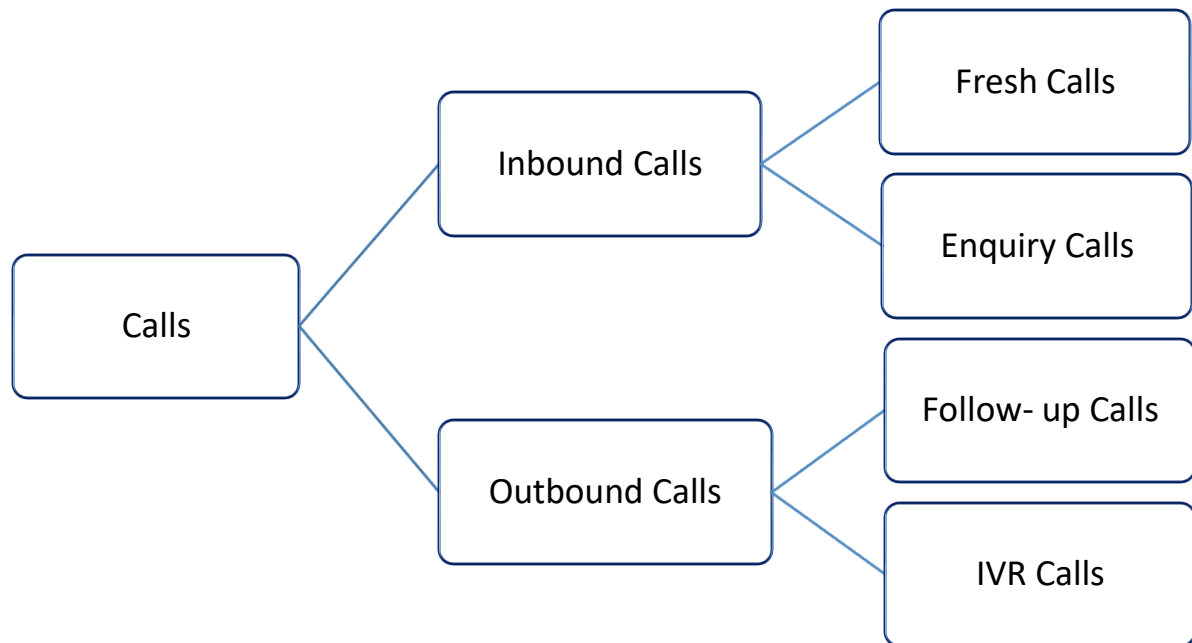 Calls
Inbound Calls
Outbound Calls
Fresh Calls
Enquiry Calls
Follow- up Calls
IVR Calls